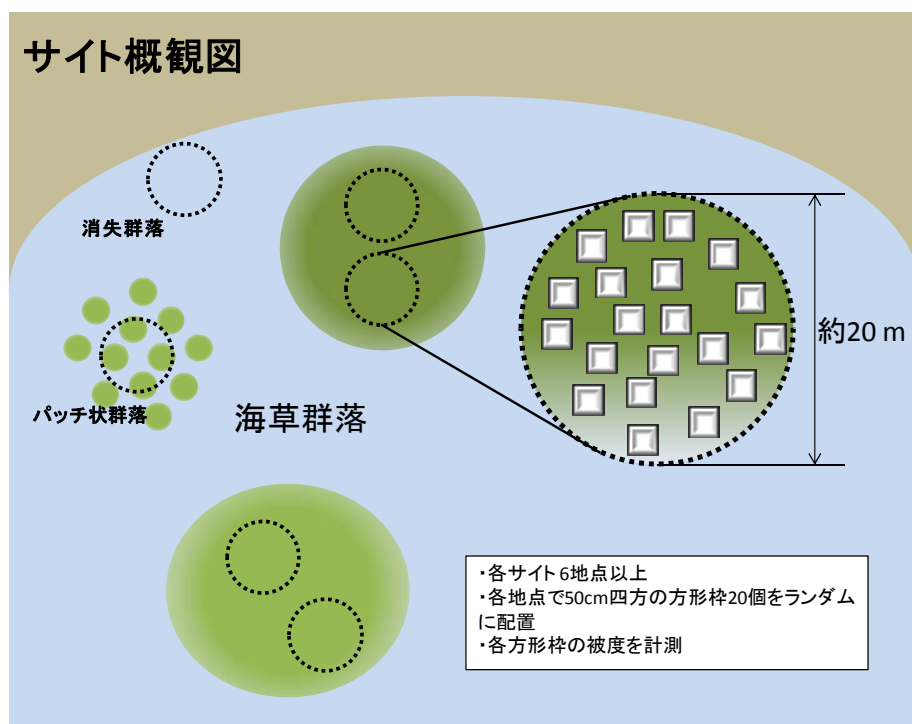 サイト概観図
消失群落
約20 m
パッチ状群落
海草群落
・各サイト 6地点以上
・各地点で50cm四方の方形枠20個をランダム
に配置
・各方形枠の被度を計測